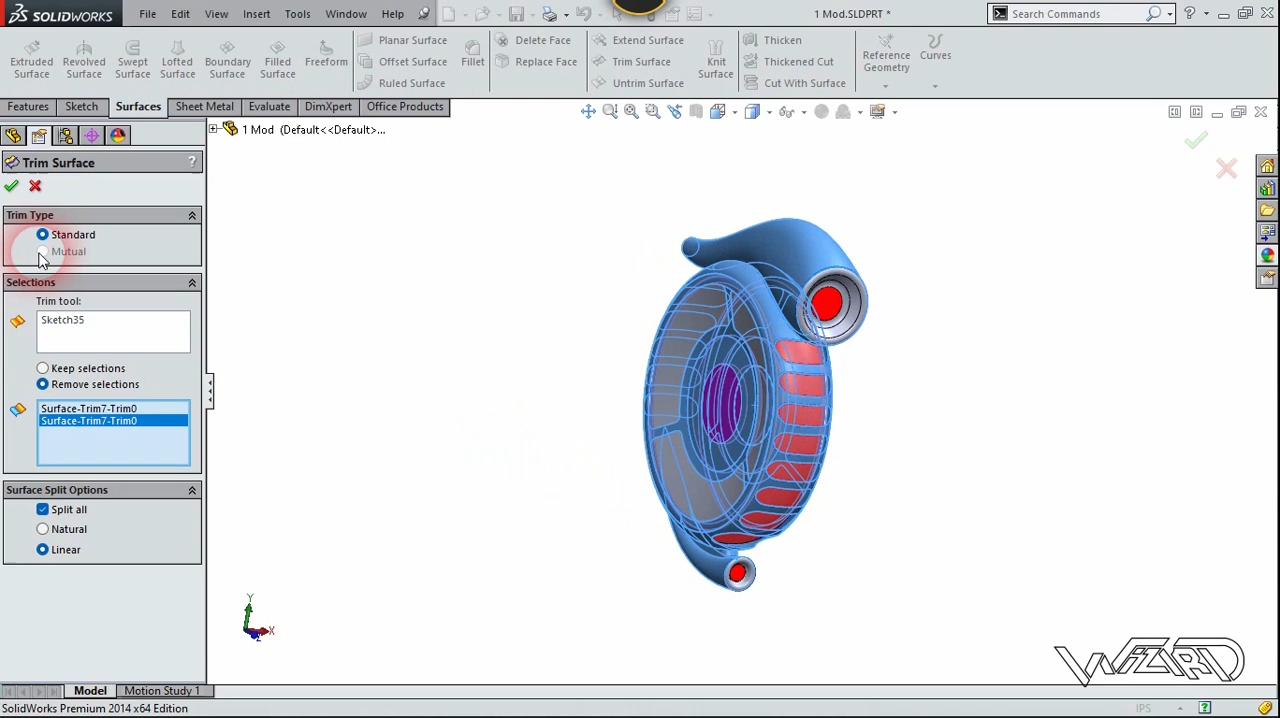 SOLIDWORKS File Edit View Insert Tools Window Help 1 Mod.SLDPRT * Search Commands
Extruded Surface
Revolved Surface
Swept Surface
Lofted Surface
Boundary Surface
Filled Surface
Freeform
Planar Surface
Offset Surface
Ruled Surface
Fillet
Delete Face
Replace Face
Extend Surface
Trim Surface
Untrim Surface
Knit Surface
Thicken
Thickened Cut
Cut With Surface
Reference Geometry
Curves
Features Sketch Surfaces Sheet Metal Evaluate DimXpert Office Products
1 Mod (Default<<Default>...
Trim Surface ?
Trim Type
Standard
Mutual
Selections
Trim tool:
Sketch35
Keep selections
Remove selections
Surface-Trim7-Trim0
Surface-Trim7-Trim0
Surface Split Options
Split all
Natural
Linear
Y
X
Z
WIZARD
Model Motion Study 1
SolidWorks Premium 2014 x64 Edition IPS